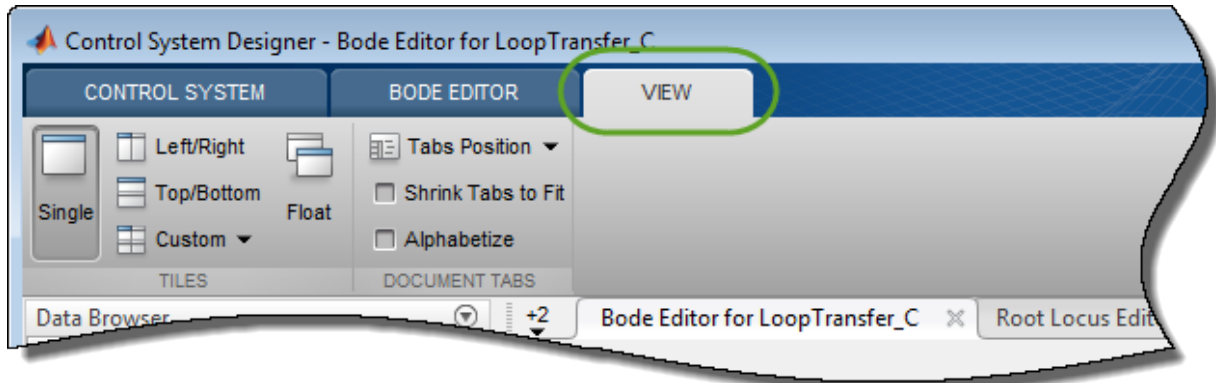 Control System Designer - Bode Editor for LoopTransfer_C
CONTROL SYSTEM
BODE EDITOR
VIEW
Single
Left/Right
Top/Bottom
Custom
Float
TILES
Tabs Position
Shrink Tabs to Fit
Alphabetize
DOCUMENT TABS
Data Browser
+2
Bode Editor for LoopTransfer_C
Root Locus Edit